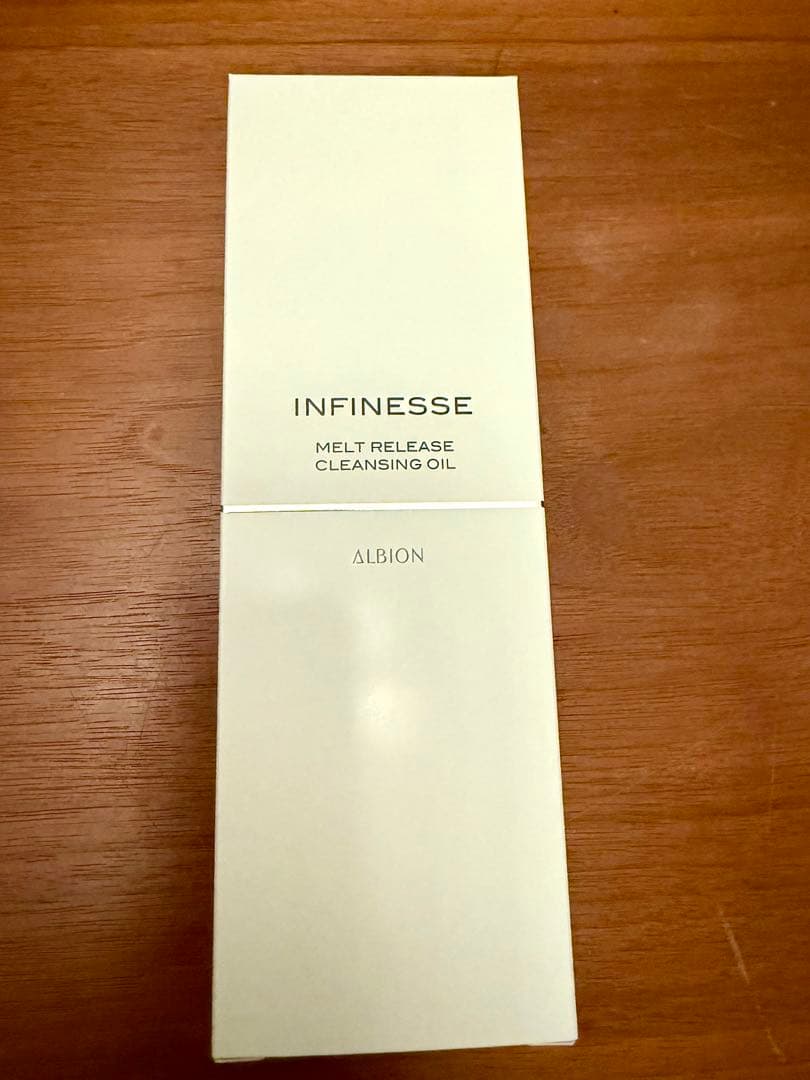 INFINESSE
MELT RELEASE
CLEANSING OIL
ALBION